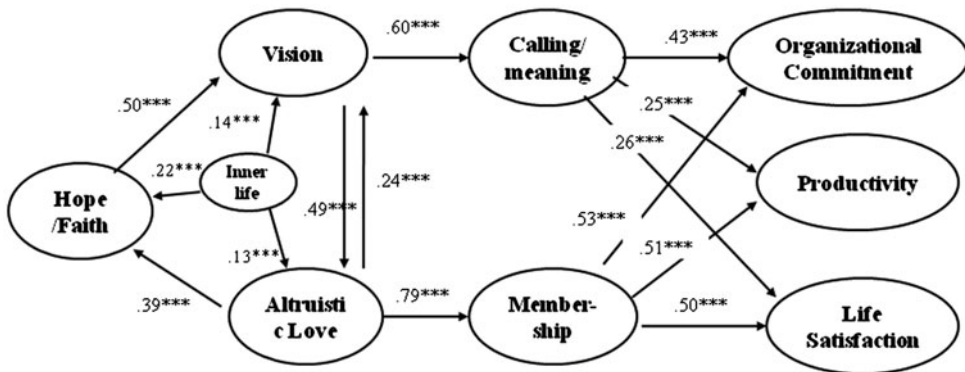 Vision
.60***
Calling/
meaning
.43***
Organizational
Commitment
.50***
.14***
.25***
.26***
.22***
Inner
life
.24***
Productivity
Hope
/Faith
.49***
.53***
.51***
.13***
.39***
Altruisti
c Love
.79***
Member-
ship
.50***
Life
Satisfaction